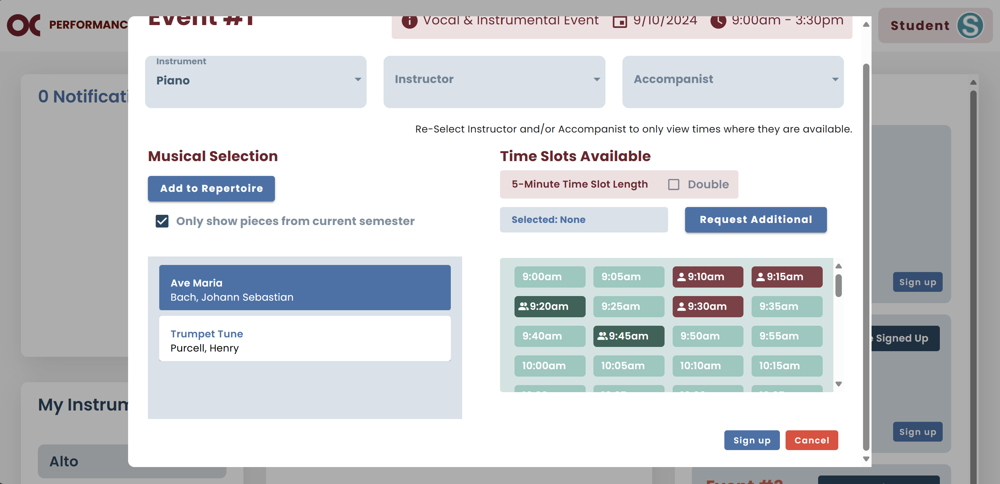 OC PERFORMANC
Student S
Event #1
Vocal & Instrumental Event 9/10/2024 9:00am - 3:30pm
Instrument
Piano
Instructor
Accompanist
0 Notificati
Re-Select Instructor and/or Accompanist to only view times where they are available.
Musical Selection
Time Slots Available
Add to Repertoire
5-Minute Time Slot Length Double
Only show pieces from current semester
Selected: None
Request Additional
Ave Maria
Bach, Johann Sebastian
Trumpet Tune
Purcell, Henry
9:00am 9:05am 9:10am 9:15am
9:20am 9:25am 9:30am 9:35am
9:40am 9:45am 9:50am 9:55am
10:00am 10:05am 10:10am 10:15am
Sign up
Signed Up
My Instrum
Sign up
Sign up Cancel
Alto